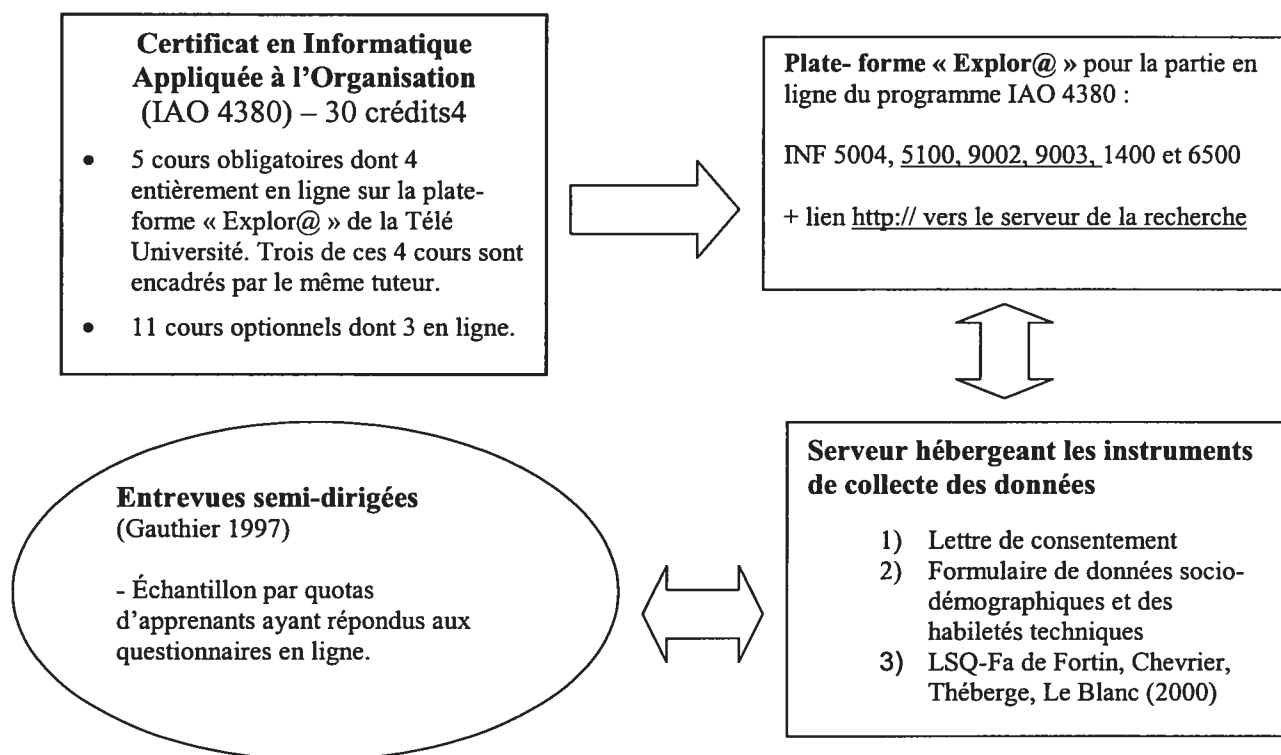 Certificat en Informatique
Appliquée à l'Organisation
(IAO 4380) – 30 crédits4
• 5 cours obligatoires dont 4
entièrement en ligne sur la plate-
forme « Explor@ » de la Télé
Université. Trois de ces 4 cours sont
encadrés par le même tuteur.
• 11 cours optionnels dont 3 en ligne.
Plate- forme « Explor@ » pour la partie en
ligne du programme IAO 4380 :
INF 5004, 5100, 9002, 9003, 1400 et 6500
+ lien http:// vers le serveur de la recherche
Serveur hébergeant les instruments
de collecte des données
1) Lettre de consentement
2) Formulaire de données socio-
démographiques et des
habiletés techniques
3) LSQ-Fa de Fortin, Chevrier,
Théberge, Le Blanc (2000)
Entrevues semi-dirigées
(Gauthier 1997)
- Échantillon par quotas
d'apprenants ayant répondus aux
questionnaires en ligne.